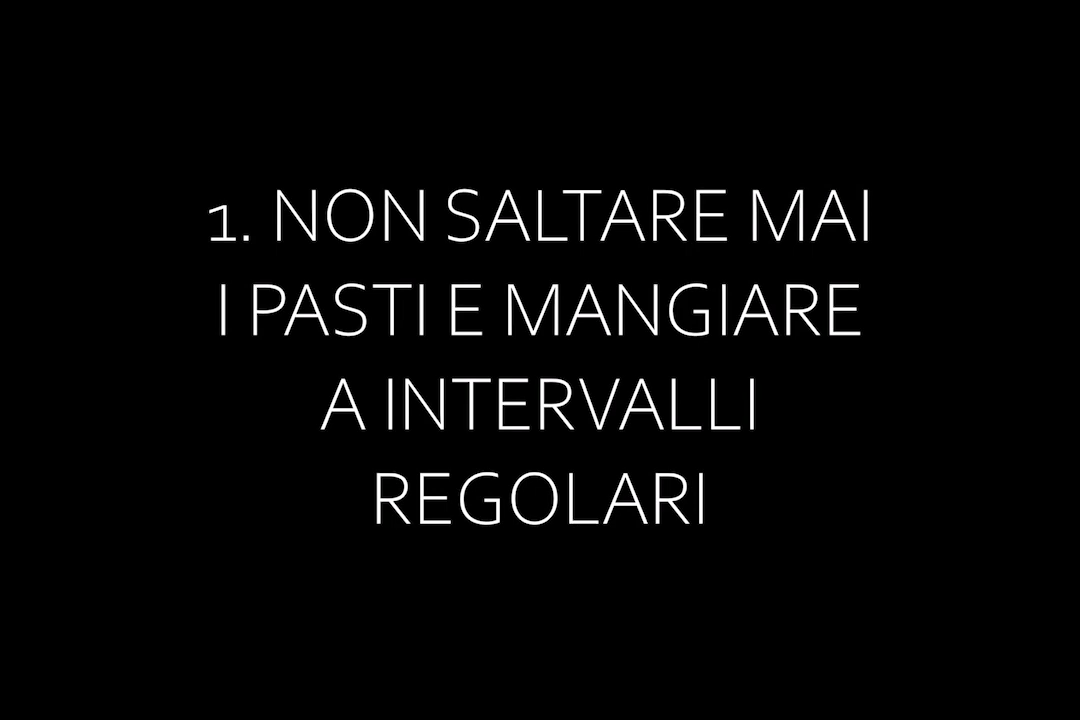 1. NON SALTARE MAI
I PASTI E MANGIARE
A INTERVALLI
REGOLARI